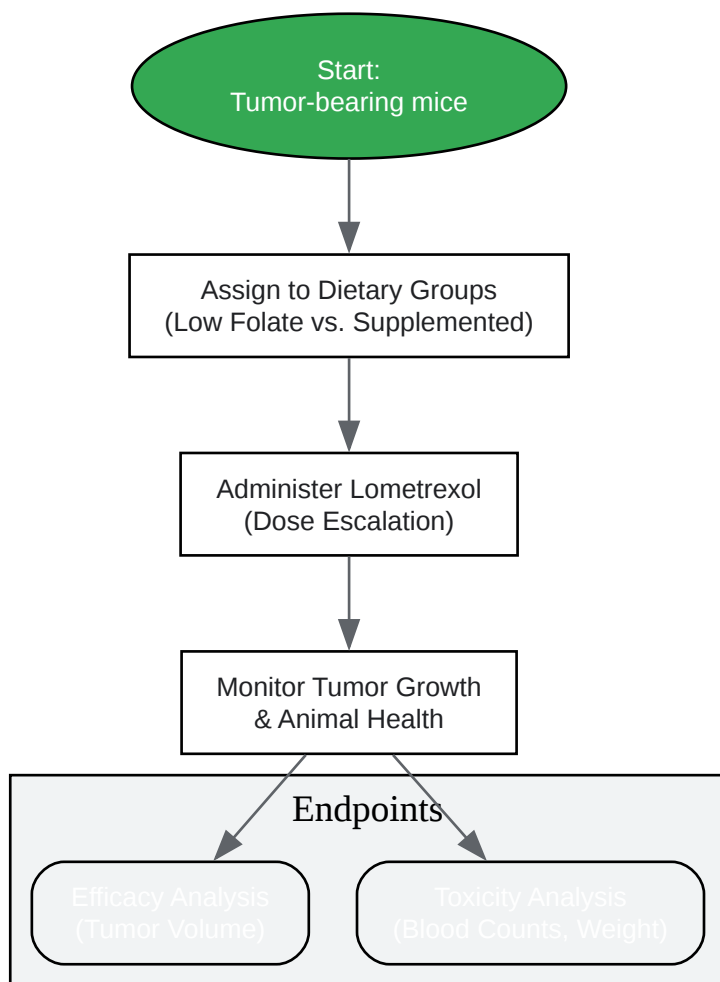 Start:
Tumor-bearing mice
Assign to Dietary Groups
(Low Folate vs. Supplemented)
Administer Lometrexol
(Dose Escalation)
Monitor Tumor Growth
& Animal Health
Endpoints
Efficacy Analysis
(Tumor Volume)
Toxicity Analysis
(Blood Counts, Weight)